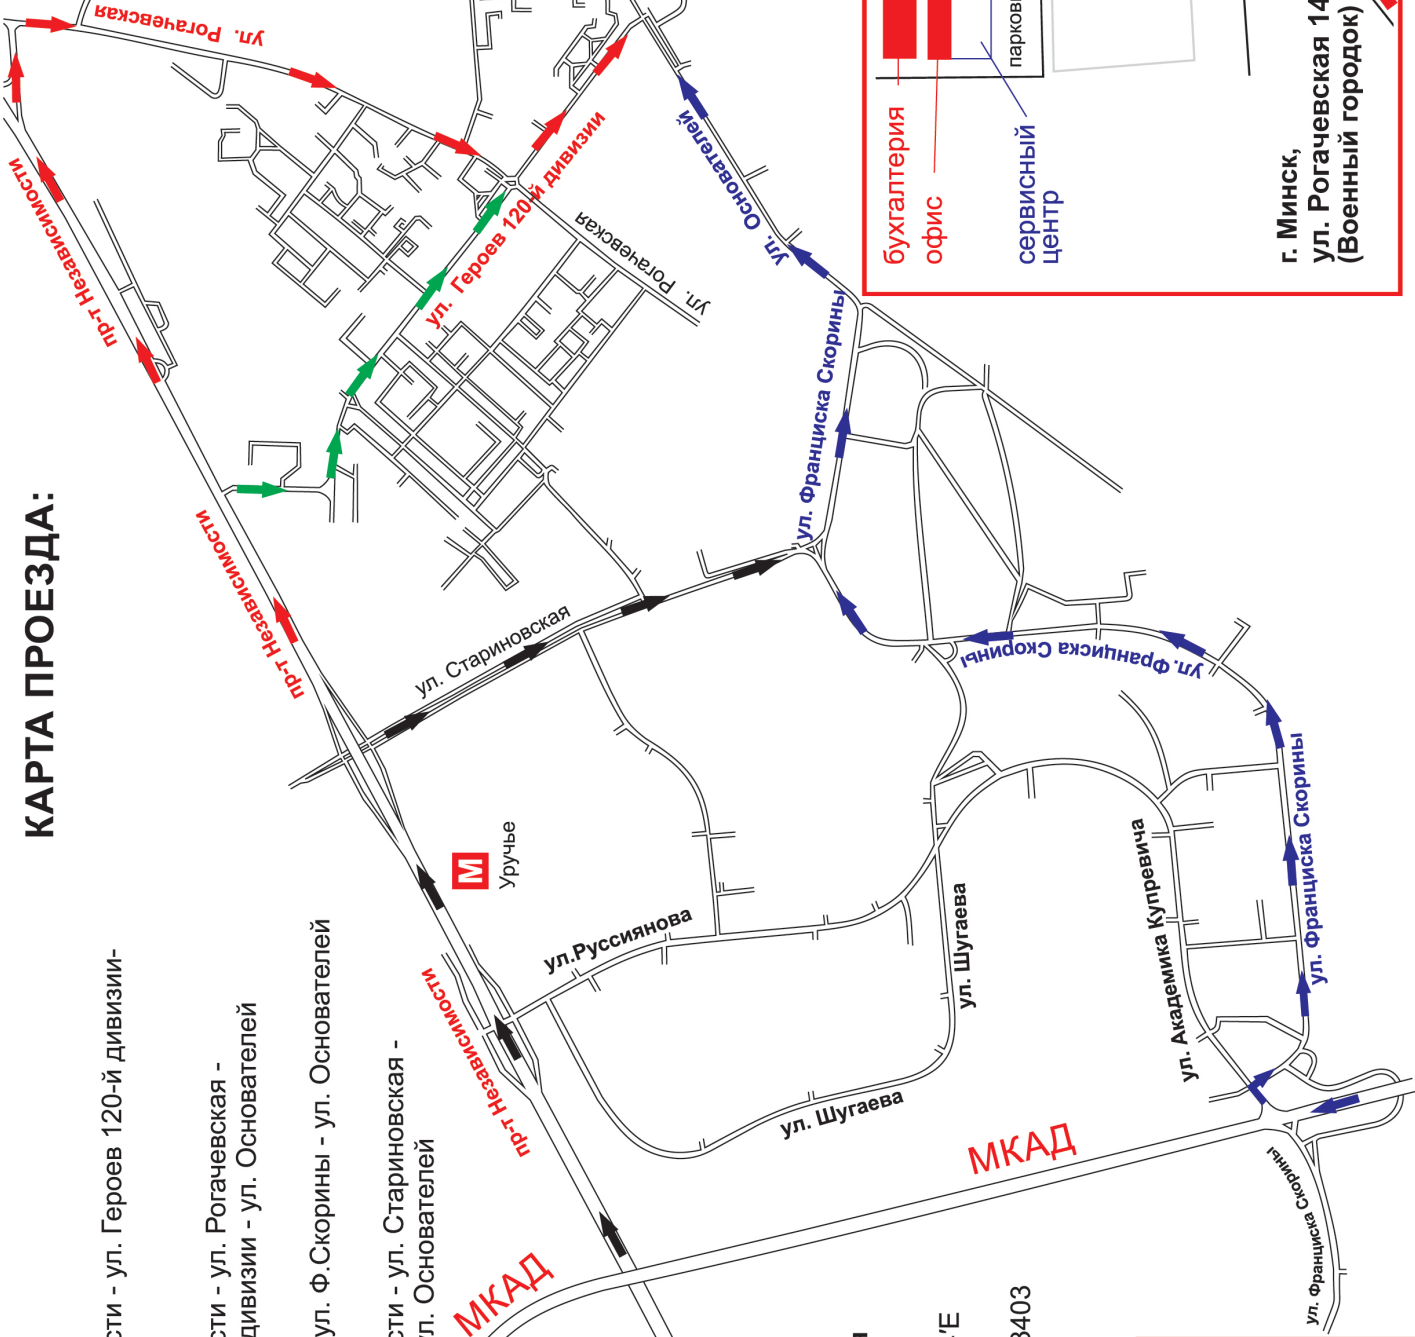 КАРТА ПРОЕЗДА:
сти - ул. Героев 120-й дивизии-
сти - ул. Рогачевская -
дивизии - ул. Основателей
ул. Ф.Скорины - ул. Основателей
сти - ул. Стариновская -
ул. Основателей
ул. Рогачевская
пр-т Независимости
пр-т Независимости
пр-т Независимости
ул. Героев 120-й дивизии
ул. Рогачевская
ул. Основателей
ул. Франциска Скорины
ул. Стариновская
М
Уручье
ул.Руссиянова
ул. Шугаева
ул. Шугаева
ул. Академика Купревича
ул. Франциска Скорины
ул. Франциска Скорины
ул. Франциска Скорины
МКАД
МКАД
бухгалтерия
офис
сервисный
центр
парков
г. Минск,
ул. Рогачевская 14
(Военный городок)
'E
3403